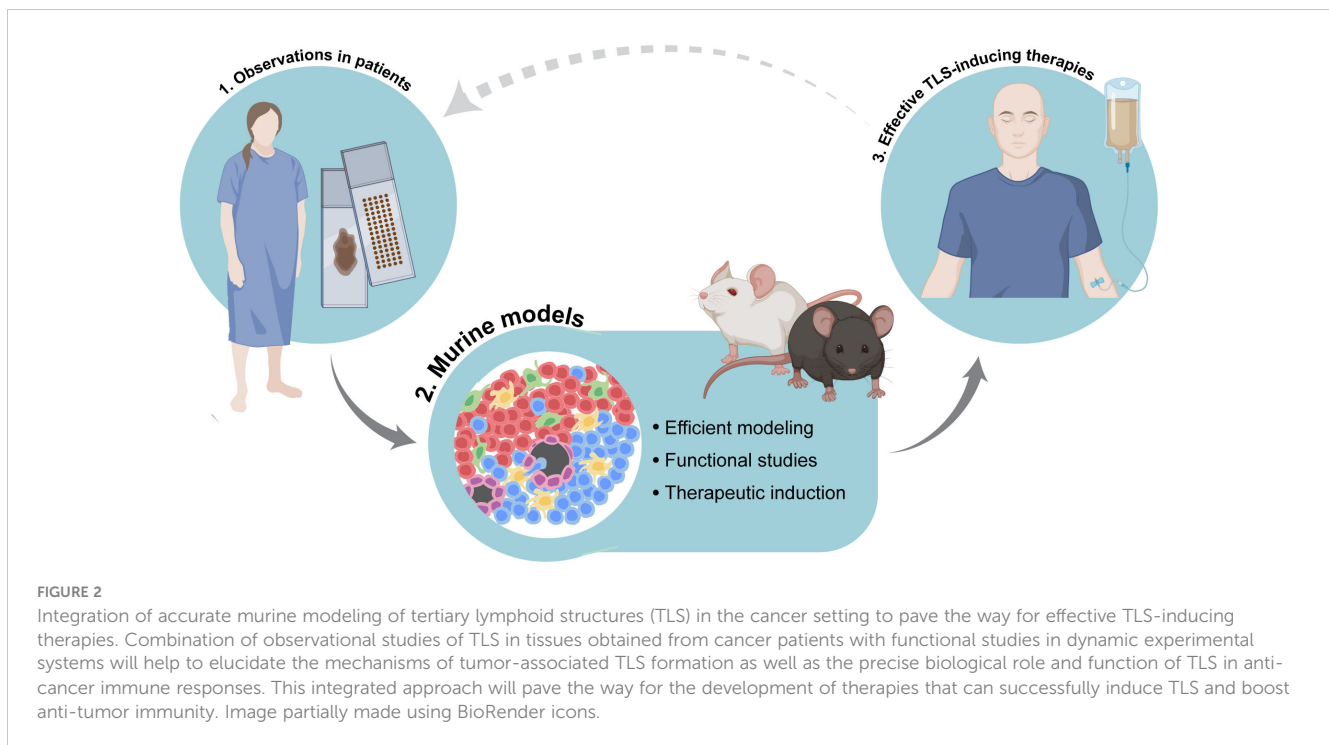 1. Observations in patients
3. Effective TLS-inducing therapies
2. Murine models
• Efficient modeling
• Functional studies
• Therapeutic induction
FIGURE 2
Integration of accurate murine modeling of tertiary lymphoid structures (TLS) in the cancer setting to pave the way for effective TLS-inducing
therapies. Combination of observational studies of TLS in tissues obtained from cancer patients with functional studies in dynamic experimental
systems will help to elucidate the mechanisms of tumor-associated TLS formation as well as the precise biological role and function of TLS in anti-
cancer immune responses. This integrated approach will pave the way for the development of therapies that can successfully induce TLS and boost
anti-tumor immunity. Image partially made using BioRender icons.